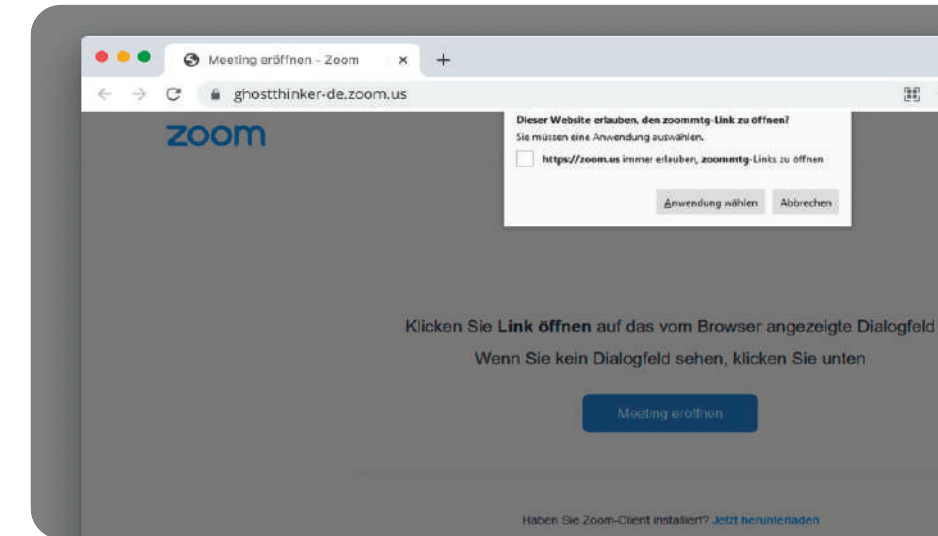 Meeting eröffnen - Zoom
ghostthinker-de.zoom.us
zoom
Dieser Website erlauben, den zoommtg-Link zu öffnen?
Sie müssen eine Anwendung auswählen.
https://zoom.us immer erlauben, zoommtg-Links zu öffnen
Anwendung wählen Abbrechen
Klicken Sie Link öffnen auf das vom Browser angezeigte Dialogfeld
Wenn Sie kein Dialogfeld sehen, klicken Sie unten
Meeting eröffnen
Haben Sie Zoom-Client installiert? Jetzt herunterladen